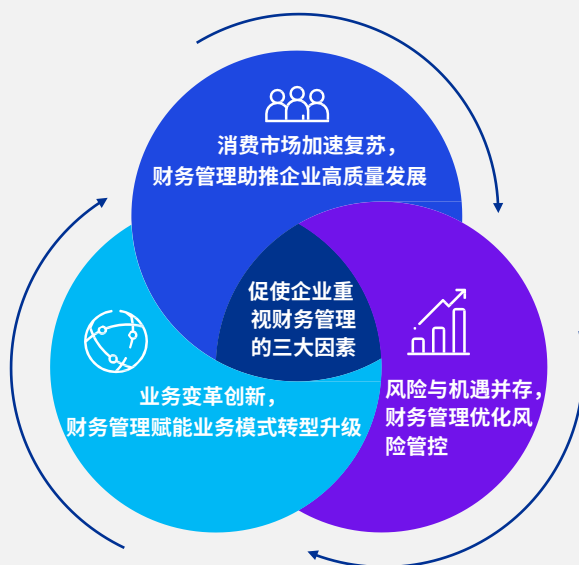 消费市场加速复苏，
财务管理助推企业高质量发展
促使企业重
视财务管理
的三大因素
业务变革创新，
财务管理赋能业务模式转型升级
风险与机遇并存，
财务管理优化风
险管控